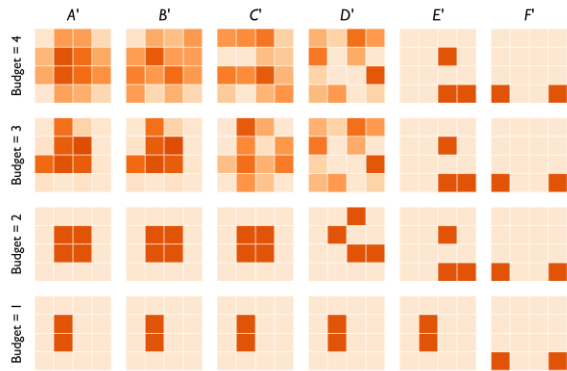 A' B' C' D' E' F'
Budget = 4
Budget = 3
Budget = 2
Budget = 1